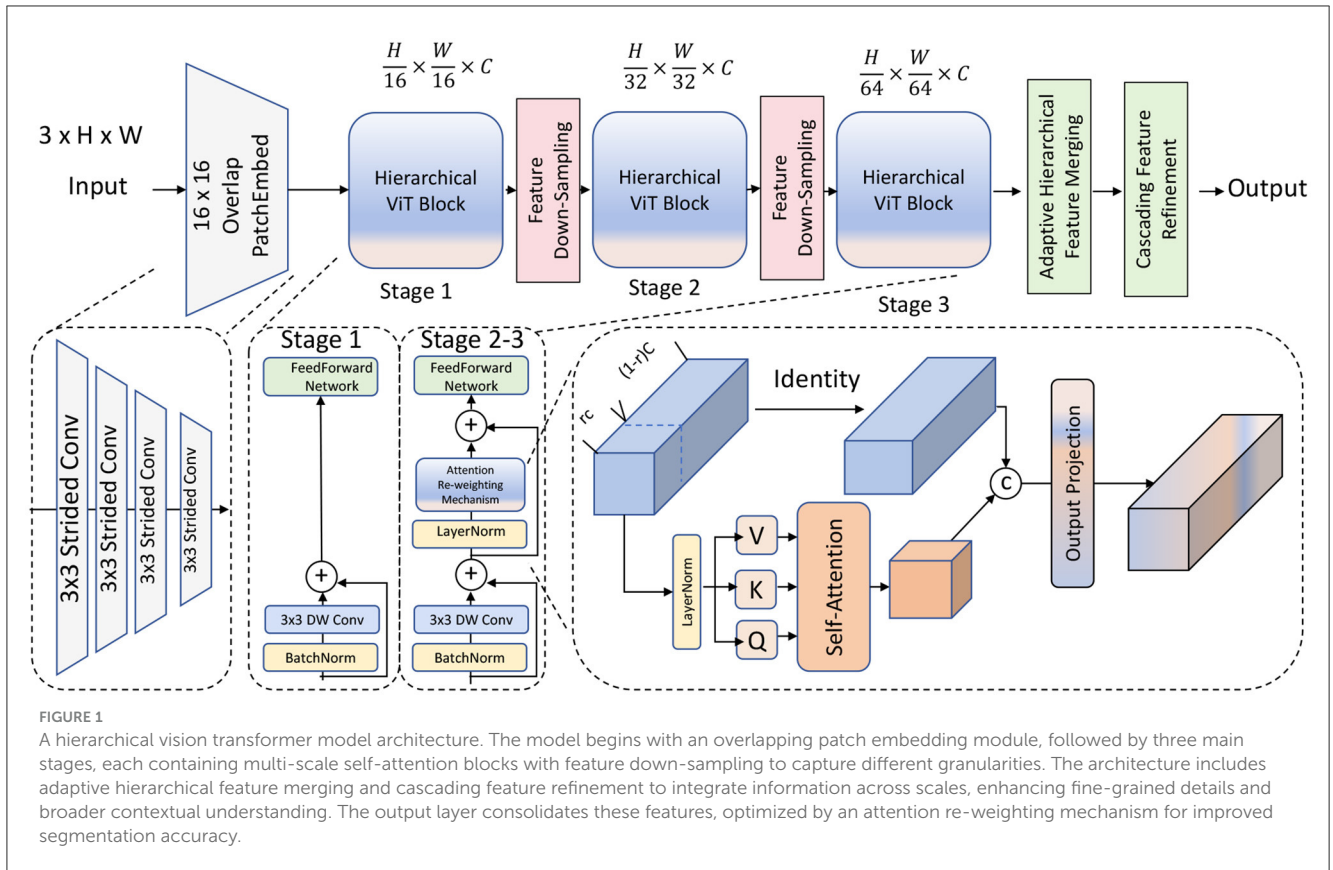 H/16 × W/16 × C
H/32 × W/32 × C
H/64 × W/64 × C
3 x H x W
Input
16 x 16
Overlap
PatchEmbed
Hierarchical
ViT Block
Feature
Down-Sampling
Hierarchical
ViT Block
Feature
Down-Sampling
Hierarchical
ViT Block
Adaptive Hierarchical
Feature Merging
Cascading Feature
Refinement
Output
Stage 1
Stage 2
Stage 3
3x3 Strided Conv
3x3 Strided Conv
3x3 Strided Conv
3x3 Strided Conv
Stage 1
FeedForward
Network
+
3x3 DW Conv
BatchNorm
Stage 2-3
FeedForward
Network
+
Attention
Re-weighting
Mechanism
LayerNorm
+
3x3 DW Conv
BatchNorm
rc
(1-r)C
Identity
LayerNorm
V
K
Q
Self-Attention
C
Output Projection
FIGURE 1
A hierarchical vision transformer model architecture. The model begins with an overlapping patch embedding module, followed by three main
stages, each containing multi-scale self-attention blocks with feature down-sampling to capture different granularities. The architecture includes
adaptive hierarchical feature merging and cascading feature refinement to integrate information across scales, enhancing fine-grained details and
broader contextual understanding. The output layer consolidates these features, optimized by an attention re-weighting mechanism for improved
segmentation accuracy.